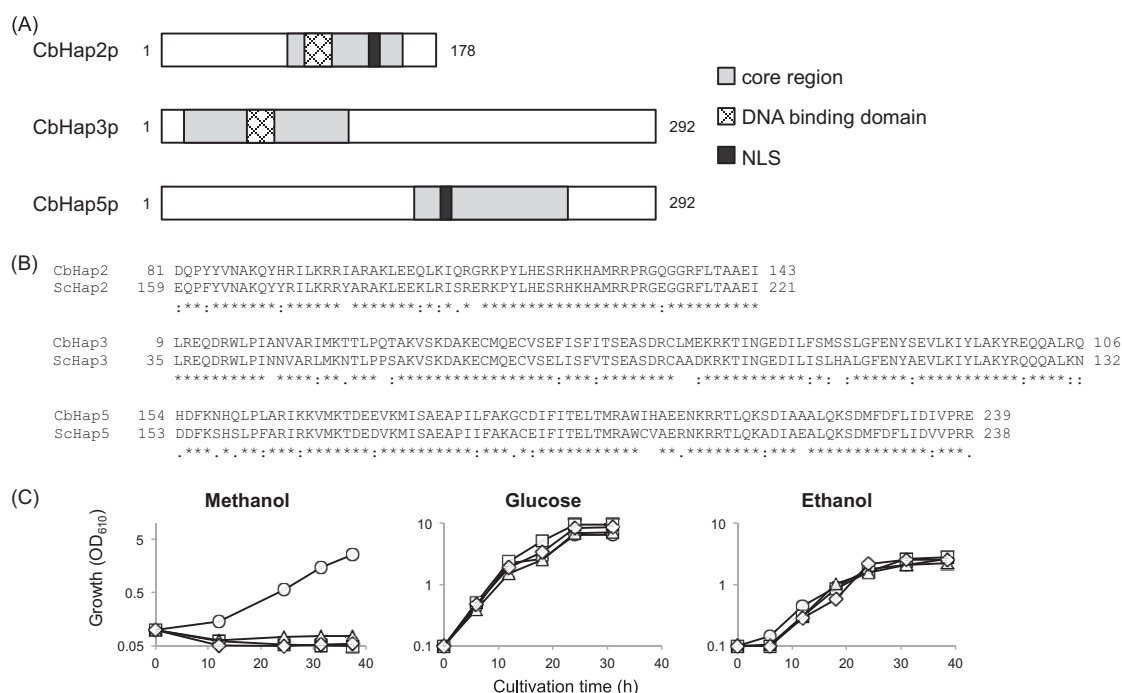 (A)
CbHap2p 1 178
CbHap3p 1 292
CbHap5p 1 292
core region
DNA binding domain
NLS
(B)
CbHap2 81 DQPYYVNAKQYHRILKRRIARAKLEEQLKIQRGRKPYLHESRHKHAMRRPRGQGGRFLTAAEI 143
ScHap2 159 EQPFYVNAKQYYRILKRRYARAKLEEKLRISRERKPYLHESRHKHAMRRPRGEGGRFLTAAEI 221
:**:*******:****** *******:*:*.* *******************:**********
CbHap3 9 LREQDRWLPIANVARIMKTTLPQTAKVSKDAKECMQECVSEFISFITSEASDRCLMEKRKTINGEDILFSMSSLGFENYSEVLKIYLAKYREQQALRQ 106
ScHap3 35 LREQDRWLPINNVARLMKNTLPPSAKVSKDAKECMQECVSELISFVTSEASDRCAADKRKTINGEDILISLHALGFENYAEVLKIYLAKYRQQQALKN 132
********** ****:**.*** :*****************:***:******** :***********:*: :******:***********:****::
CbHap5 154 HDFKNHQLPLARIKKVMKTDEEVKMISAEAPILFAKGCDIFITELTMRAWIHAEENKRRTLQKSDIAAALQKSDMFDFLIDIVPRE 239
ScHap5 153 DDFKSHSLPFARIRKVMKTDEDVKMISAEAPIIFAKACEIFITELTMRAWCVAERNKRRTLQKADIAEALQKSDMFDFLIDVVPRR 238
.***.*.**:***:*******:**********:***.*:*********** **.********:*** *************:***.
(C)
Methanol
Glucose
Ethanol
Growth (OD610)
5
0.5
0.05
0 10 20 30 40
10
1
0.1
0 10 20 30 40
10
1
0.1
0 10 20 30 40
Cultivation time (h)